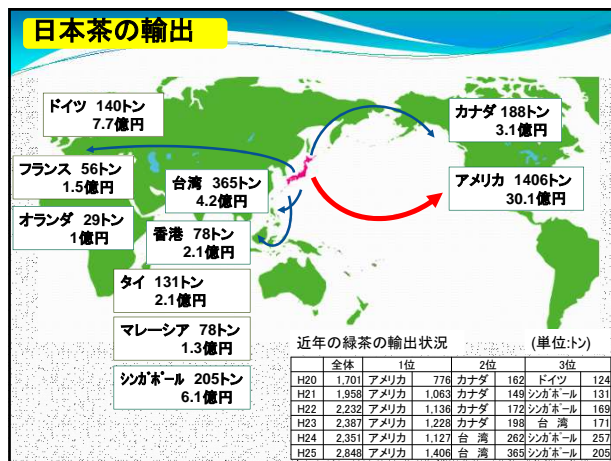 日本茶の輸出
ドイツ 140トン
7.7億円
カナダ 188トン
3.1億円
フランス 56トン
1.5億円
台湾 365トン
4.2億円
アメリカ 1406トン
30.1億円
オランダ 29トン
1億円
香港 78トン
2.1億円
タイ 131トン
2.1億円
マレーシア 78トン
1.3億円
シンガポール 205トン
6.1億円
近年の緑茶の輸出状況 (単位:トン)
全体 1位 2位 3位
H20 1,701 アメリカ 776 カナダ 162 ドイツ 124
H21 1,958 アメリカ 1,063 カナダ 149 シンガポール 131
H22 2,232 アメリカ 1,136 カナダ 172 シンガポール 169
H23 2,387 アメリカ 1,228 カナダ 198 台湾 171
H24 2,351 アメリカ 1,127 台湾 262 シンガポール 257
H25 2,848 アメリカ 1,406 台湾 365 シンガポール 205